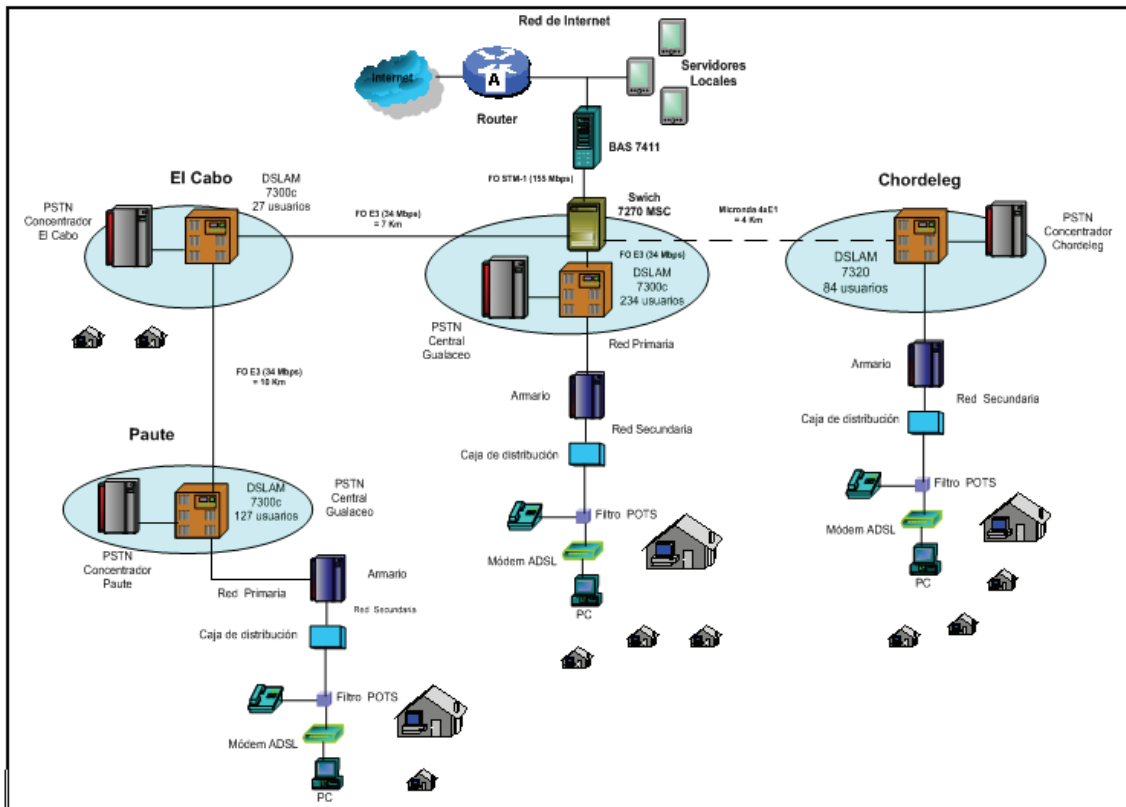 Red de Internet
Internet
A
Router
Servidores
Locales
BAS 7411
FO STM-1 (155 Mbps)
El Cabo
DSLAM
7300c
27 usuarios
PSTN
Concentrador
El Cabo
FO E3 (34 Mbps)
= 7 Km
Swich
7270 MSC
Micronda 4xE1
= 4 Km
Chordeleg
PSTN
Concentrador
Chordeleg
DSLAM
7320
84 usuarios
FO E3 (34 Mbps)
DSLAM
7300c
234 usuarios
PSTN
Central
Gualaceo
Red Primaria
Armario
Red Secundaria
Caja de distribución
Filtro POTS
Módem ADSL
PC
Armario
Red Secundaria
Caja de distribución
Filtro POTS
Módem ADSL
PC
FO E3 (34 Mbps)
= 10 Km
Paute
DSLAM
7300c
127 usuarios
PSTN
Central
Gualaceo
PSTN
Concentrador
Paute
Red Primaria
Armario
Red Secundaria
Caja de distribución
Filtro POTS
Módem ADSL
PC